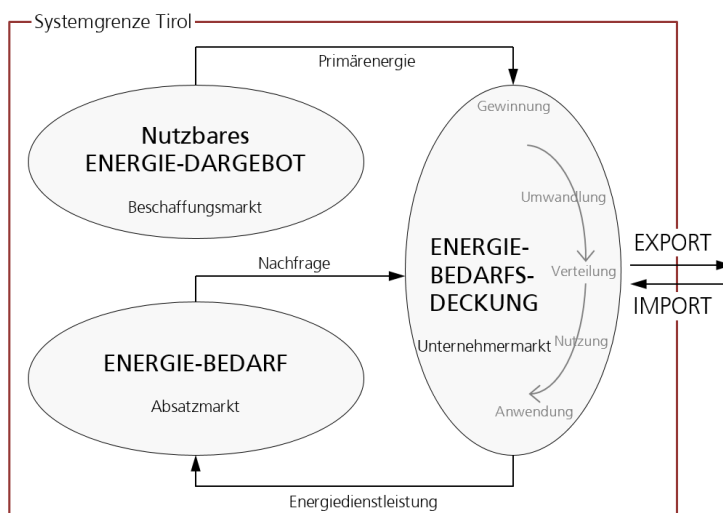 Systemgrenze Tirol
Primärenergie
Nutzbares
ENERGIE-DARGEBOT
Beschaffungsmarkt
Gewinnung
Umwandlung
Verteilung
Nutzung
Anwendung
ENERGIE-
BEDARFS-
DECKUNG
Unternehmermarkt
EXPORT
IMPORT
Nachfrage
ENERGIE-BEDARF
Absatzmarkt
Energiedienstleistung